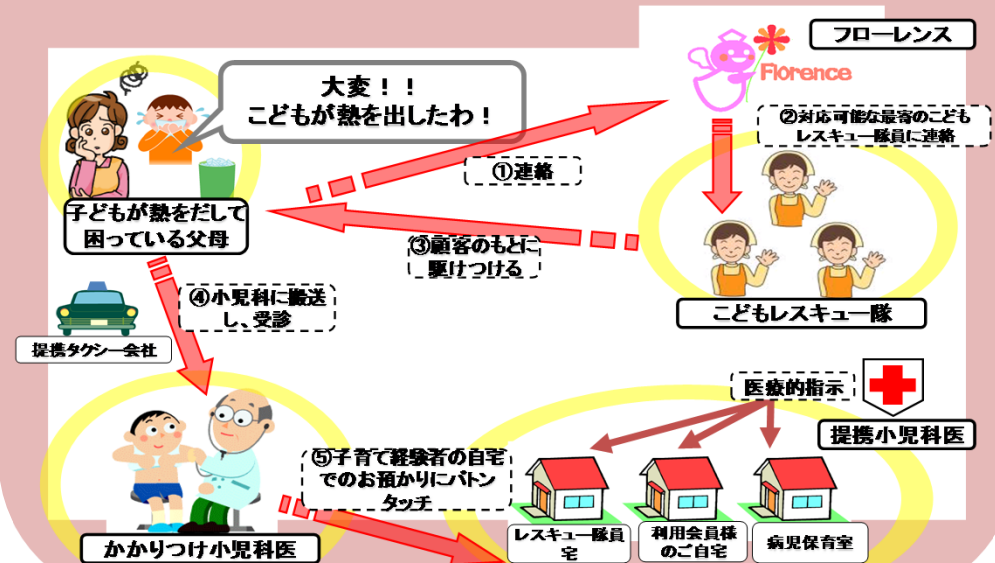 フローレンス
Florence
大変！！
こどもが熱を出したわ！
②対応可能な最寄のこども
レスキュー隊員に連絡
①連絡
子どもが熱をだして
困っている父母
③顧客のもとに
駆けつける
こどもレスキュー隊
④小児科に搬送
し、受診
提携タクシー会社
医療的指示
提携小児科医
⑤子育て経験者の自宅
でのお預かりにバトン
タッチ
レスキュー隊員
宅
利用会員様
のご自宅
病児保育室
かかりつけ小児科医